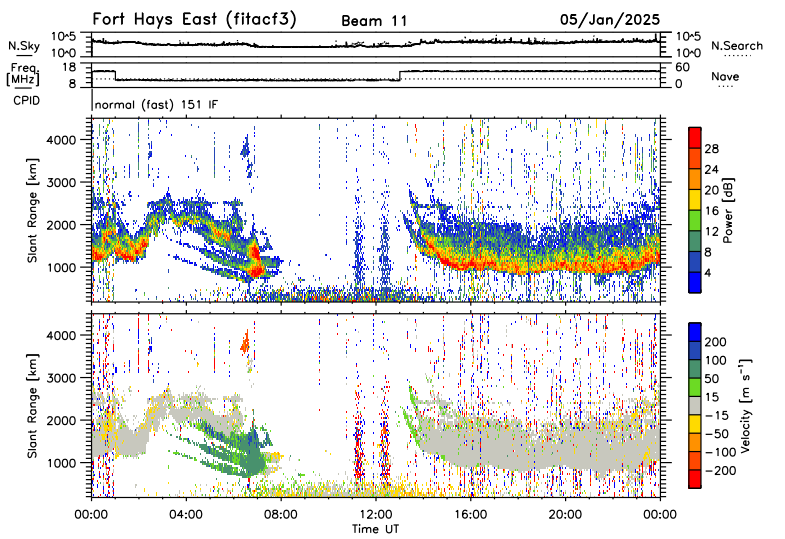 Fort Hays East (fitacf3) Beam 11 05/Jan/2025
N.Sky 10^5 10^0 10^5 10^0 N.Search
Freq. [MHz] 18 8 60 0 Nave
CPID normal (fast) 151 IF
Slant Range [km] 4000 3000 2000 1000
Power [dB] 28 24 20 16 12 8 4
Slant Range [km] 4000 3000 2000 1000
Velocity [m s⁻¹] 200 100 50 15 −15 −50 −100 −200
00:00 04:00 08:00 12:00 16:00 20:00 00:00
Time UT